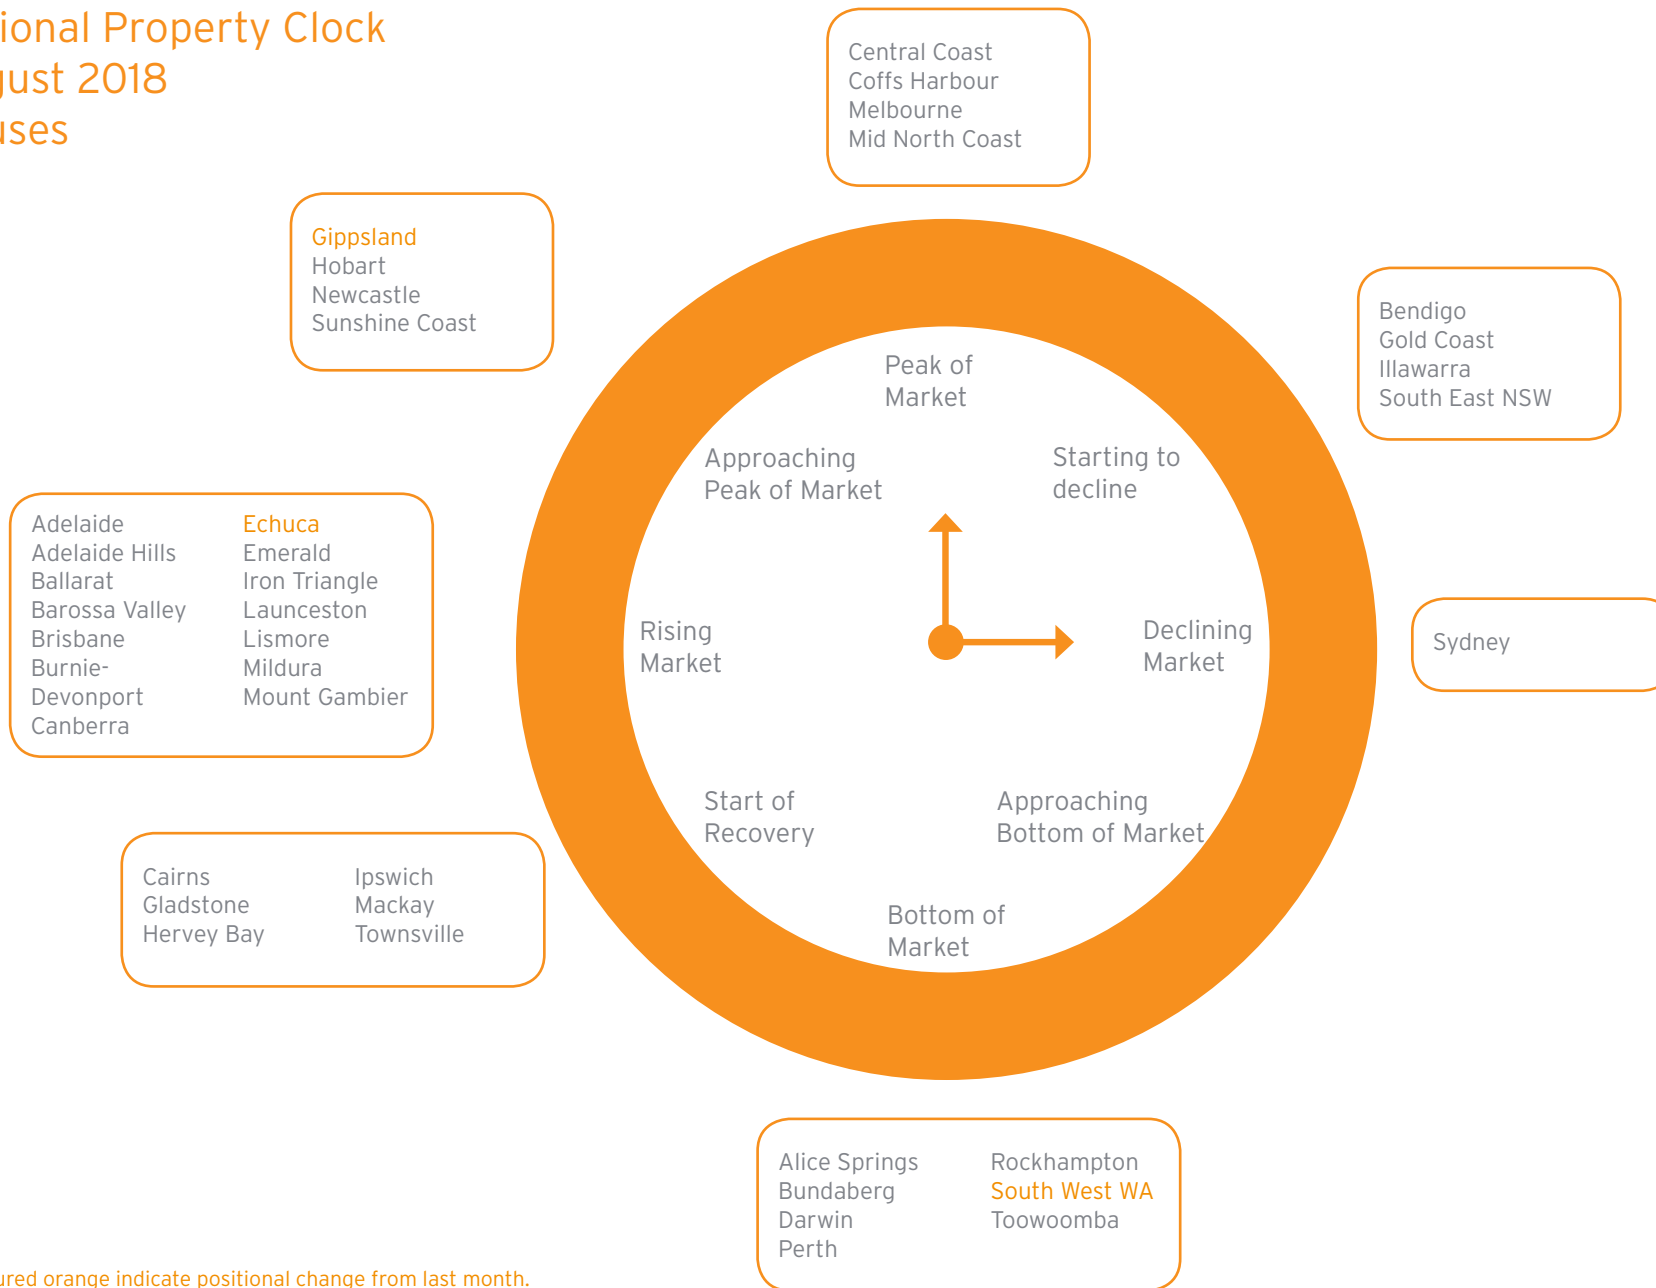 ional Property Clock
gust 2018
uses
Central Coast
Coffs Harbour
Melbourne
Mid North Coast
Gippsland
Hobart
Newcastle
Sunshine Coast
Bendigo
Gold Coast
Illawarra
South East NSW
Peak of
Market
Approaching
Peak of Market
Starting to
decline
Adelaide
Adelaide Hills
Ballarat
Barossa Valley
Brisbane
Burnie-
Devonport
Canberra
Echuca
Emerald
Iron Triangle
Launceston
Lismore
Mildura
Mount Gambier
Rising
Market
Declining
Market
Sydney
Start of
Recovery
Approaching
Bottom of Market
Cairns
Gladstone
Hervey Bay
Ipswich
Mackay
Townsville
Bottom of
Market
Alice Springs
Bundaberg
Darwin
Perth
Rockhampton
South West WA
Toowoomba
ured orange indicate positional change from last month.